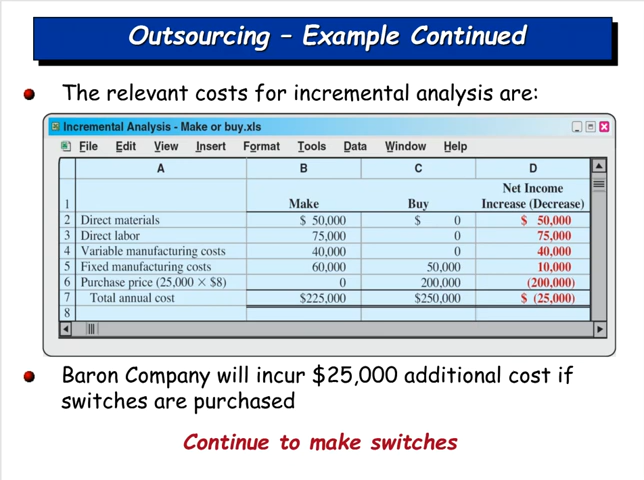 Outsourcing – Example Continued
The relevant costs for incremental analysis are:
Incremental Analysis - Make or buy.xls
File Edit View Insert Format Tools Data Window Help
A B C D
Net Income
1 Make Buy Increase (Decrease)
2 Direct materials $ 50,000 $ 0 $ 50,000
3 Direct labor 75,000 0 75,000
4 Variable manufacturing costs 40,000 0 40,000
5 Fixed manufacturing costs 60,000 50,000 10,000
6 Purchase price (25,000 × $8) 0 200,000 (200,000)
7 Total annual cost $225,000 $250,000 $ (25,000)
8
Baron Company will incur $25,000 additional cost if
switches are purchased
Continue to make switches